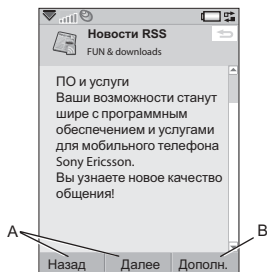 Новости RSS
FUN & downloads
ПО и услуги
Ваши возможности станут
шире с программным
обеспечением и услугами
для мобильного телефона
Sony Ericsson.
Вы узнаете новое качество
общения!
A
B
Назад Далее Дополн.